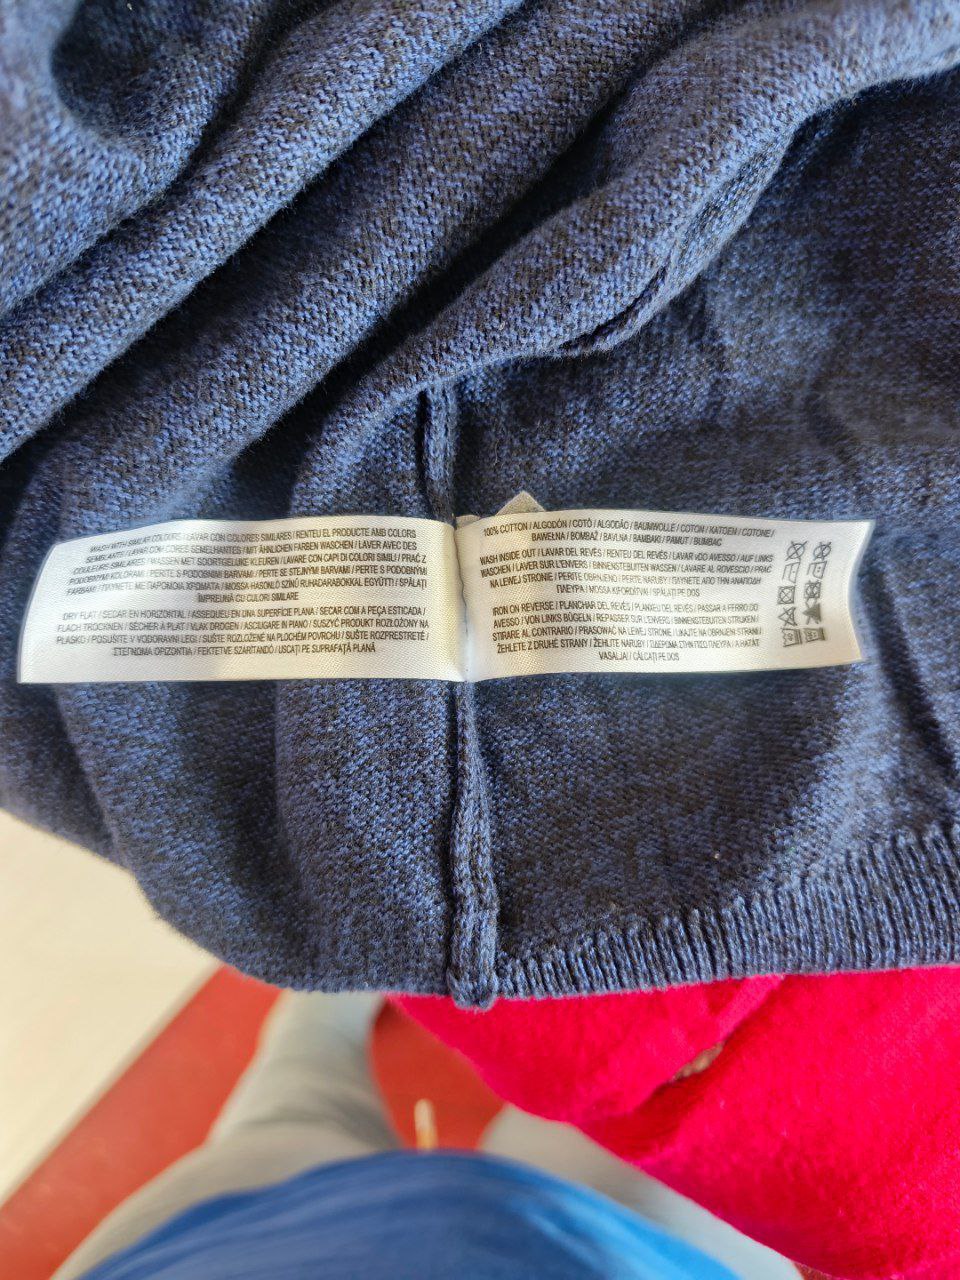 WASH WITH SIMILAR COLOURS / LAVAR CON COLORES SIMILARES / RENTEU EL PRODUCTE AMB COLORS
SEMBLANTS / LAVAR COM CORES SEMELHANTES / MIT ÄHNLICHEN FARBEN WASCHEN / LAVER AVEC DES
COULEURS SIMILAIRES / WASSEN MET SOORTGELIJKE KLEUREN / LAVARE CON CAPI DI COLORI SIMILI / PRAĆ Z
PODOBNYMI KOLORAMI / PERITE S PODOBNIMI BARVAMI / PERTE SE STEJNÝMI BARVAMI / PERTE S PODOBNÝMI
FARBAMI / ΠΛΥΝΕΤΕ ΜΕ ΠΑΡΟΜΟΙΑ ΧΡΩΜΑΤΑ / MOSSA HASONLÓ SZÍNŰ RUHADARABOKKAL EGYÜTT! / SPĂLAȚI
ÎMPREUNĂ CU CULORI SIMILARE
DRY FLAT / SECAR EN HORIZONTAL / ASSEQUEU EN UNA SUPERFÍCIE PLANA / SECAR COM A PEÇA ESTICADA /
FLACH TROCKNEN / SÉCHER À PLAT / VLAK DROGEN / ASCIUGARE IN PIANO / SUSZYĆ PRODUKT ROZŁOŻONY NA
PŁASKO / POSUŠITE V VODORAVNI LEGI / SUŠTE ROZLOŽENÉ NA PLOCHÉM POVRCHU / SUŠTE ROZPRESTRETÉ /
ΣΤΕΓΝΩΜΑ ΟΡΙΖΟΝΤΙΑ / FEKTETVE SZÁRÍTANDÓ / USCAȚI PE SUPRAFAȚĂ PLANĂ
100% COTTON / ALGODÓN / COTÓ / ALGODÃO / BAUMWOLLE / COTON / KATOEN / COTONE /
BAWEŁNA / BOMBAŽ / BAVLNA / ΒΑΜΒΑΚΙ / PAMUT / BUMBAC
WASH INSIDE OUT / LAVAR DEL REVÉS / RENTEU DEL REVÉS / LAVAR DO AVESSO / AUF LINKS
WASCHEN / LAVER SUR L'ENVERS / BINNENSTEBUITEN WASSEN / LAVARE AL ROVESCIO / PRAĆ
NA LEWEJ STRONIE / PERITE OBRNJENO / PERTE NARUBY / ΠΛΥΝΕΤΕ ΑΠΟ ΤΗΝ ΑΝΑΠΟΔΗ
ΠΛΕΥΡΑ / MOSSA KIFORDÍTVA! / SPĂLAȚI PE DOS
IRON ON REVERSE / PLANCHAR DEL REVÉS / PLANXEU DEL REVÉS / PASSAR A FERRO DO
AVESSO / VON LINKS BÜGELN / REPASSER SUR L'ENVERS / BINNENSTEBUITEN STRIJKEN /
STIRARE AL CONTRARIO / PRASOWAĆ NA LEWEJ STRONIE / LIKAJTE NA OBRNJENI STRANI /
ŽEHLETE Z DRUHÉ STRANY / ŽEHLITE NARUBY / ΣΙΔΕΡΩΜΑ ΣΤΗΝ ΠΙΣΩ ΠΛΕΥΡΑ / A HÁTÁT
VASALJA! / CĂLCAȚI PE DOS